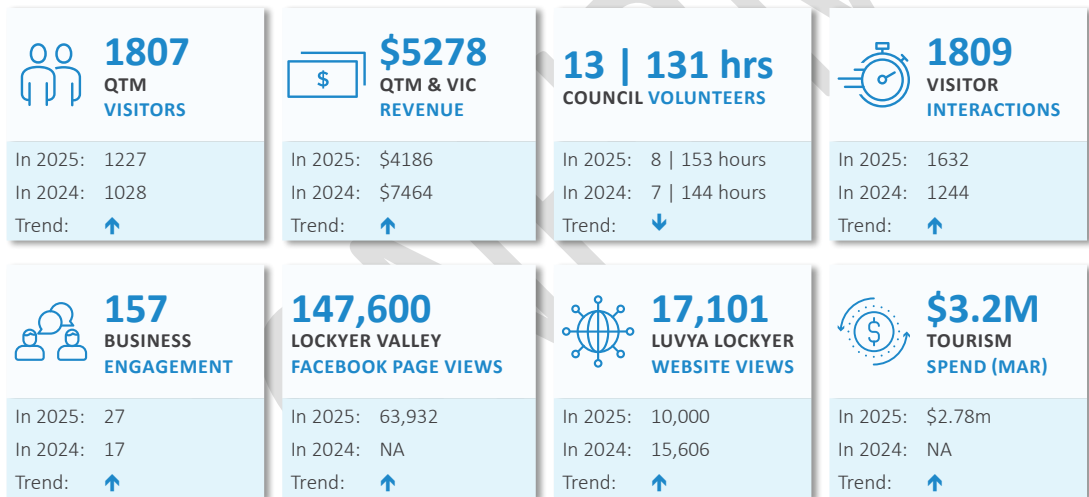 1807
QTM
VISITORS
In 2025: 1227
In 2024: 1028
Trend:
$
$5278
QTM & VIC
REVENUE
In 2025: $4186
In 2024: $7464
Trend:
13 | 131 hrs
COUNCIL VOLUNTEERS
In 2025: 8 | 153 hours
In 2024: 7 | 144 hours
Trend:
1809
VISITOR
INTERACTIONS
In 2025: 1632
In 2024: 1244
Trend:
157
BUSINESS
ENGAGEMENT
In 2025: 27
In 2024: 17
Trend:
147,600
LOCKYER VALLEY
FACEBOOK PAGE VIEWS
In 2025: 63,932
In 2024: NA
Trend:
17,101
LUVYA LOCKYER
WEBSITE VIEWS
In 2025: 10,000
In 2024: 15,606
Trend:
$
$3.2M
TOURISM
SPEND (MAR)
In 2025: $2.78m
In 2024: NA
Trend: